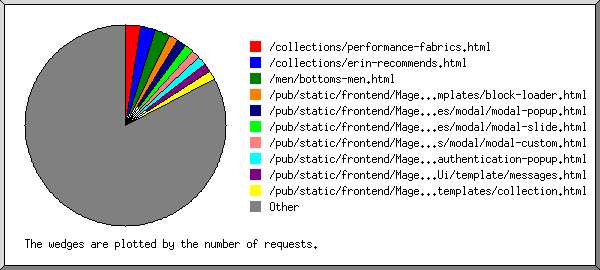 /collections/performance-fabrics.html
/collections/erin-recommends.html
/men/bottoms-men.html
/pub/static/frontend/Mage...mplates/block-loader.html
/pub/static/frontend/Mage...es/modal/modal-popup.html
/pub/static/frontend/Mage...es/modal/modal-slide.html
/pub/static/frontend/Mage...s/modal/modal-custom.html
/pub/static/frontend/Mage...authentication-popup.html
/pub/static/frontend/Mage...Ui/template/messages.html
/pub/static/frontend/Mage...templates/collection.html
Other
The wedges are plotted by the number of requests.